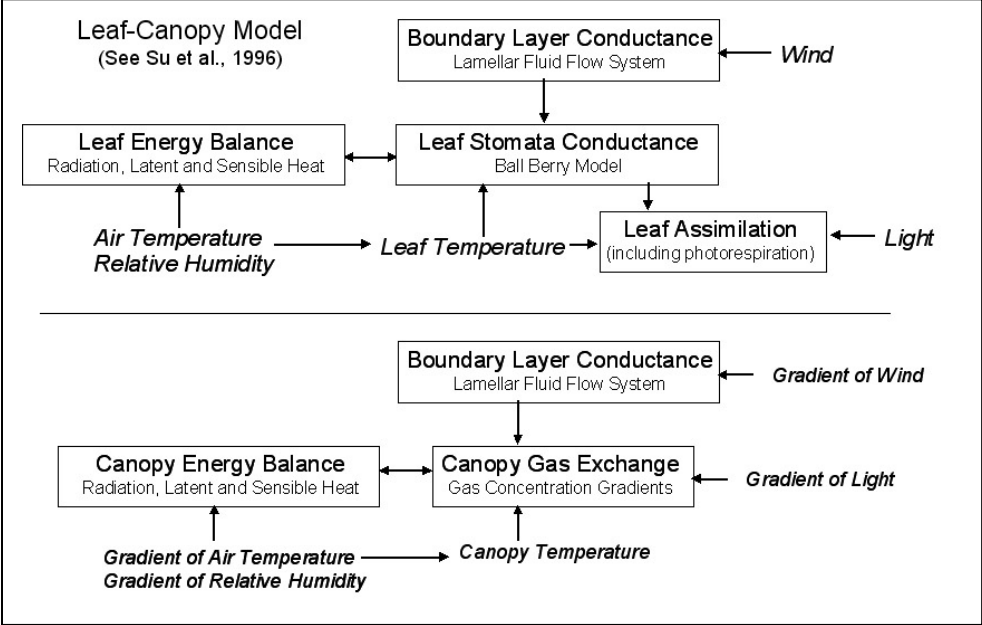 Leaf-Canopy Model
(See Su et al., 1996)
Boundary Layer Conductance
Lamellar Fluid Flow System
Wind
Leaf Energy Balance
Radiation, Latent and Sensible Heat
Leaf Stomata Conductance
Ball Berry Model
Air Temperature
Relative Humidity
Leaf Temperature
Leaf Assimilation
(including photorespiration)
Light
Boundary Layer Conductance
Lamellar Fluid Flow System
Gradient of Wind
Canopy Energy Balance
Radiation, Latent and Sensible Heat
Canopy Gas Exchange
Gas Concentration Gradients
Gradient of Light
Gradient of Air Temperature
Gradient of Relative Humidity
Canopy Temperature